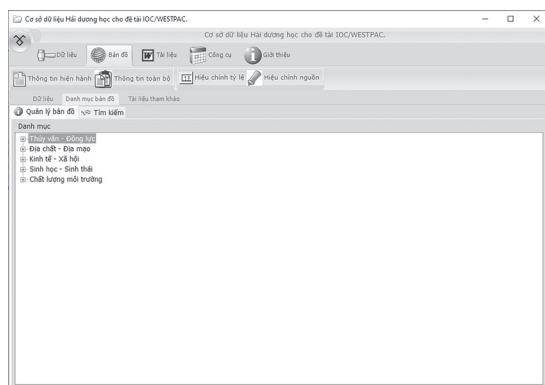 Cơ sở dữ liệu Hải dương học cho đề tài IOC/WESTPAC.
Cơ sở dữ liệu Hải dương học cho đề tài IOC/WESTPAC.
Dữ liệu Bản đồ Tài liệu Công cụ Giới thiệu
Thông tin hiện hành Thông tin toàn bộ Hiệu chỉnh tỷ lệ Hiệu chỉnh nguồn
Dữ liệu Danh mục bản đồ Tài liệu tham khảo
Quản lý bản đồ Tìm kiếm
Danh mục
Thủy văn - Động lực
Địa chất - Địa mạo
Kinh tế - Xã hội
Sinh học - Sinh thái
Chất lượng môi trường